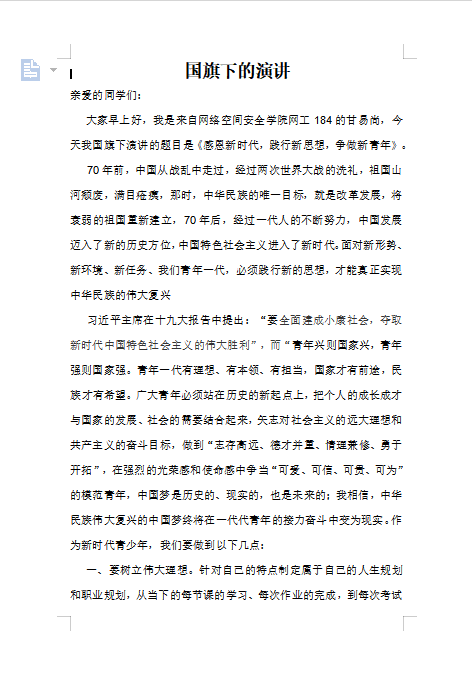 国旗下的演讲
亲爱的同学们：
大家早上好，我是来自网络空间安全学院网工184的甘易尚，今
天我国旗下演讲的题目是《感恩新时代，践行新思想，争做新青年》。
70年前，中国从战乱中走过，经过两次世界大战的洗礼，祖国山
河颓废，满目疮痍，那时，中华民族的唯一目标，就是改革发展，将
衰弱的祖国重新建立，70年后，经过一代人的不断努力，中国发展
迈入了新的历史方位，中国特色社会主义进入了新时代。面对新形势、
新环境、新任务、我们青年一代，必须践行新的思想，才能真正实现
中华民族的伟大复兴
习近平主席在十九大报告中提出：“要全面建成小康社会，夺取
新时代中国特色社会主义的伟大胜利”，而“青年兴则国家兴，青年
强则国家强。青年一代有理想、有本领、有担当，国家才有前途，民
族才有希望。广大青年必须站在历史的新起点上，把个人的成长成才
与国家的发展、社会的需要结合起来，矢志对社会主义的远大理想和
共产主义的奋斗目标，做到“志存高远、德才并重、情理兼修、勇于
开拓”，在强烈的光荣感和使命感中争当“可爱、可信、可贵、可为”
的模范青年，中国梦是历史的、现实的，也是未来的；我相信，中华
民族伟大复兴的中国梦终将在一代代青年的接力奋斗中变为现实。作
为新时代青少年，我们要做到以下几点：
一、要树立伟大理想。针对自己的特点制定属于自己的人生规划
和职业规划，从当下的每节课的学习、每次作业的完成，到每次考试